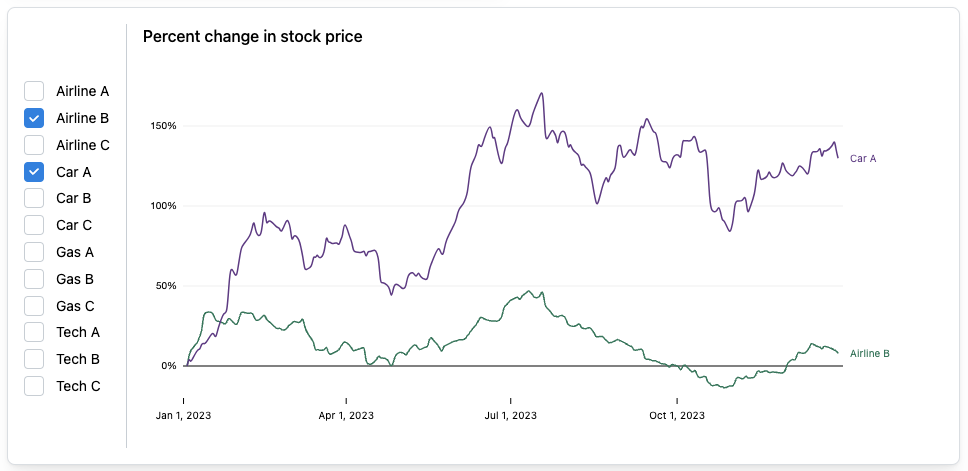 Percent change in stock price
Airline A
Airline B
Airline C
Car A
Car B
Car C
Gas A
Gas B
Gas C
Tech A
Tech B
Tech C
150%
100%
50%
0%
Car A
Airline B
Jan 1, 2023
Apr 1, 2023
Jul 1, 2023
Oct 1, 2023